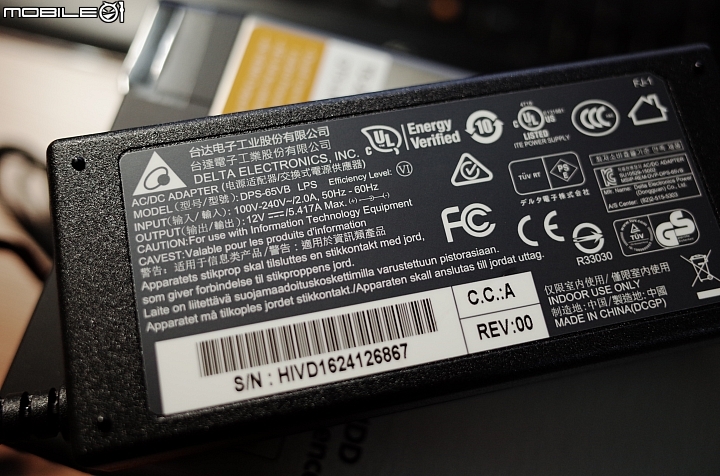 MOBILE01
PJ-1
台达电子工业股份有限公司
台達電子工業股份有限公司
DELTA ELECTRONICS, INC.
AC/DC ADAPTER (电源适配器/交換式電源供應器)
MODEL(型号/型號): DPS-65VB LPS Efficiency Level: VI
INPUT(输入/輸入): 100V-240V~/2.0A, 50Hz - 60Hz
OUTPUT(输出/輸出): 12V⎓/5.417A Max.
CAUTION:For use with Information Technology Equipment
CAVET:Valable pour les produits d'information
警告: 适用于信息类产品/警告: 適用於資訊類產品
Apparatets stikprop skal tilsluttes en stikkontakt med jord,
som giver forbindelse til stikproppens jord.
Laite on liitettävä suojamaadoituskoskettimilla varustettuun pistorasiaan.
Apparatet må tilkoples jordet stikkontakt./Apparaten skall anslutas till jordat uttag.
UL
Energy
Verified
10
UL
LISTED
ITE POWER SUPPLY
CCC
TÜV RT
PS
E
デルタ電子株式会社
FC
CE
R33030
GS
S/N : HIVD1624126867
C.C.:A
REV:00
仅限室内使用/ 僅限室內使用
INDOOR USE ONLY
制造地: 中国/製造地: 中國
MADE IN CHINA(DCGP)